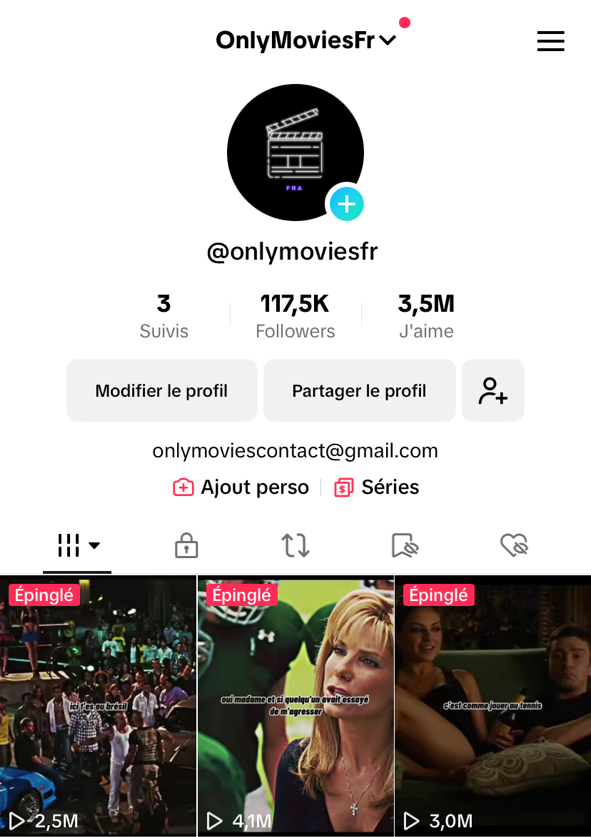 OnlyMoviesFr
FRA
@onlymoviesfr
3
Suivis
117,5K
Followers
3,5M
J'aime
Modifier le profil
Partager le profil
onlymoviescontact@gmail.com
Ajout perso
Séries
Épinglé
ici t'es au brésil
2,5M
Épinglé
oui madame et si quelqu'un avait essayé
de m'agresser
4,1M
Épinglé
c'est comme jouer au tennis
3,0M